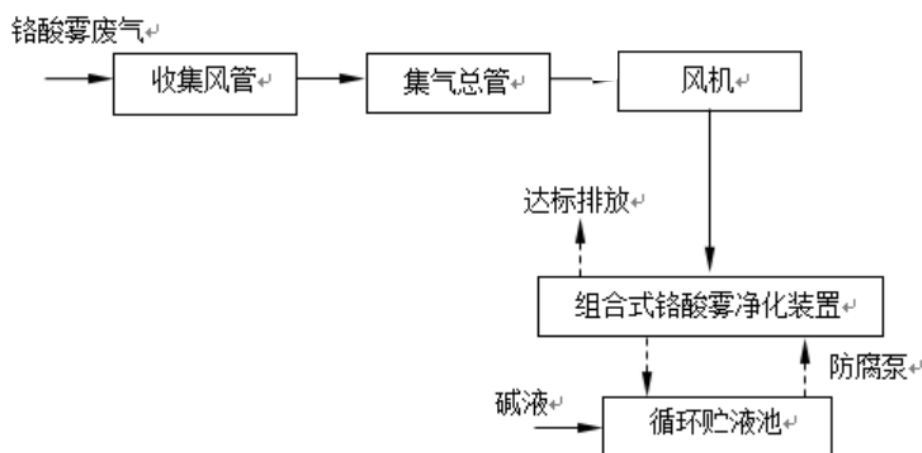 铬酸雾废气
收集风管
集气总管
风机
达标排放
组合式铬酸雾净化装置
防腐泵
碱液
循环贮液池